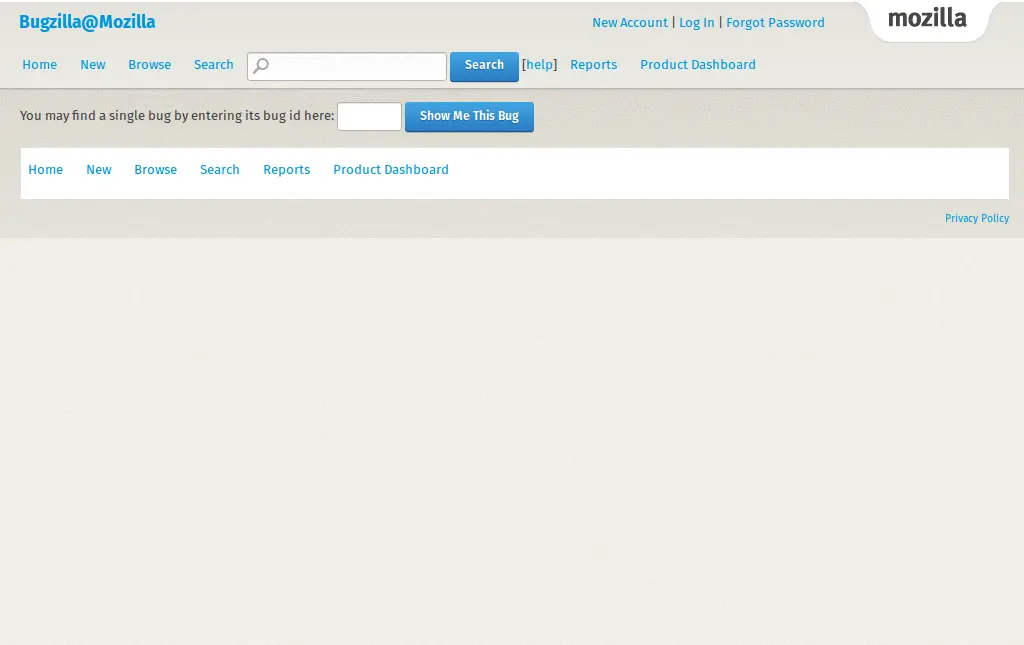 Bugzilla@Mozilla
New Account | Log In | Forgot Password
mozilla
Home New Browse Search Search [help] Reports Product Dashboard
You may find a single bug by entering its bug id here: Show Me This Bug
Home New Browse Search Reports Product Dashboard
Privacy Policy